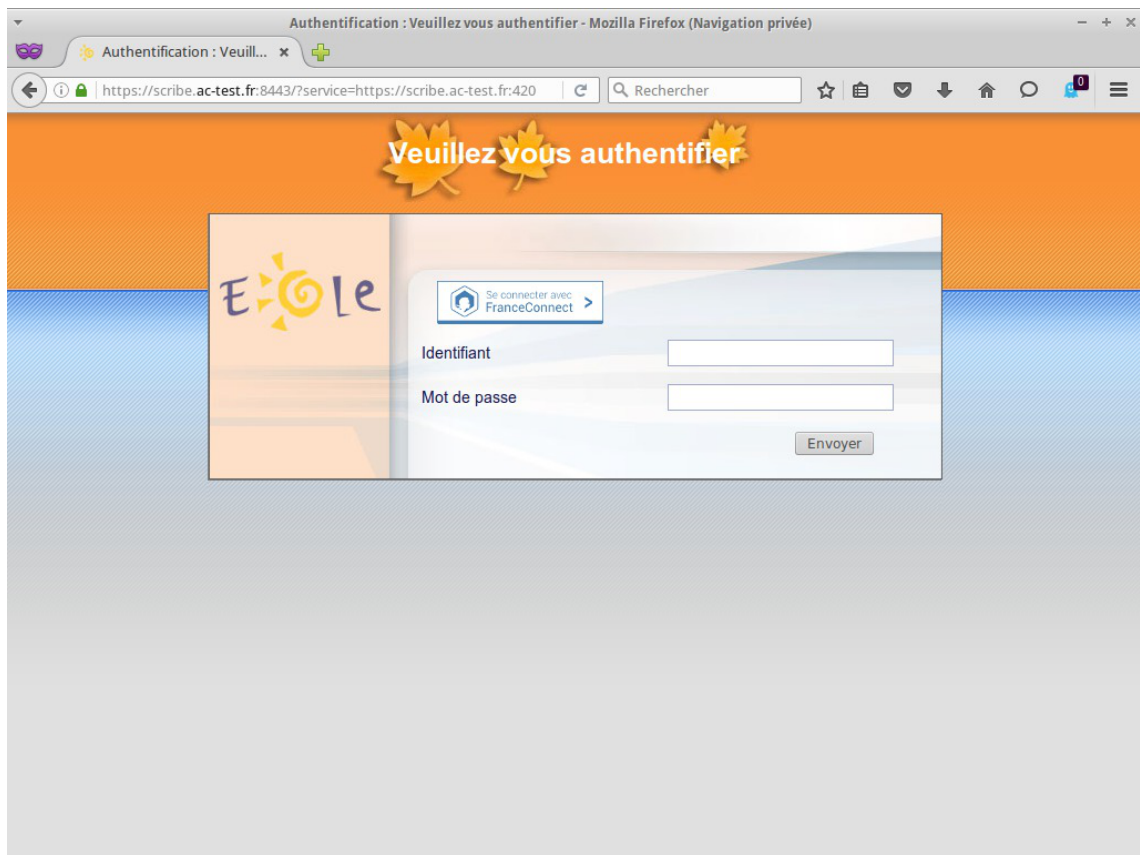 Authentification : Veuillez vous authentifier - Mozilla Firefox (Navigation privée)
Authentification : Veuill...
https://scribe.ac-test.fr:8443/?service=https://scribe.ac-test.fr:420
Rechercher
0
Veuillez vous authentifier
EOle
Se connecter avec
FranceConnect >
Identifiant
Mot de passe
Envoyer